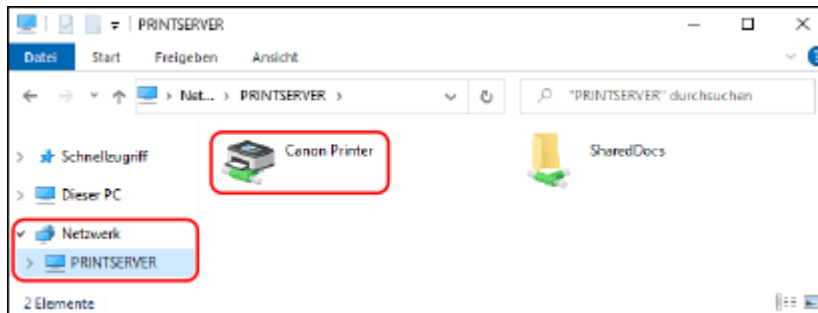 PRINTSERVER
Datei Start Freigeben Ansicht
Net... PRINTSERVER "PRINTSERVER" durchsuchen
Schnellzugriff
Canon Printer
SharedDocs
Dieser PC
Netzwerk
PRINTSERVER
2 Elemente